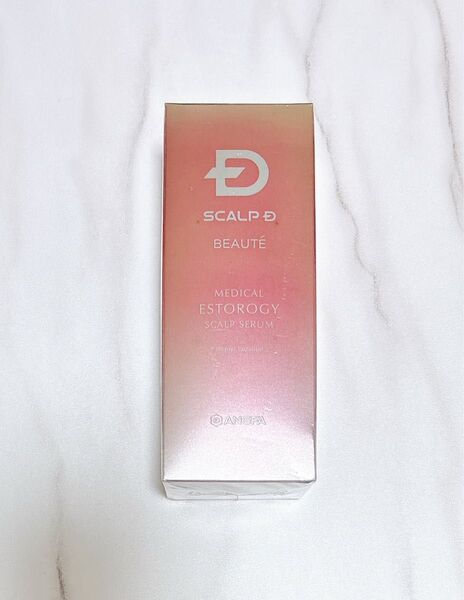 SCALP D
BEAUTÉ
MEDICAL
ESTOROGY
SCALP SERUM
ANGFA